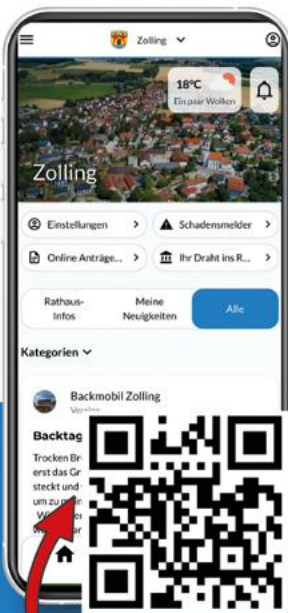 Zolling
18°C
Ein paar Wolken
Zolling
Einstellungen
Schadensmelder
Online Anträge...
Ihr Draht ins R...
Rathaus-
Infos
Meine
Neuigkeiten
Alle
Kategorien
Backmobil Zolling
Backtag
Trocken Br
erst das Gr
steckt und
um zu